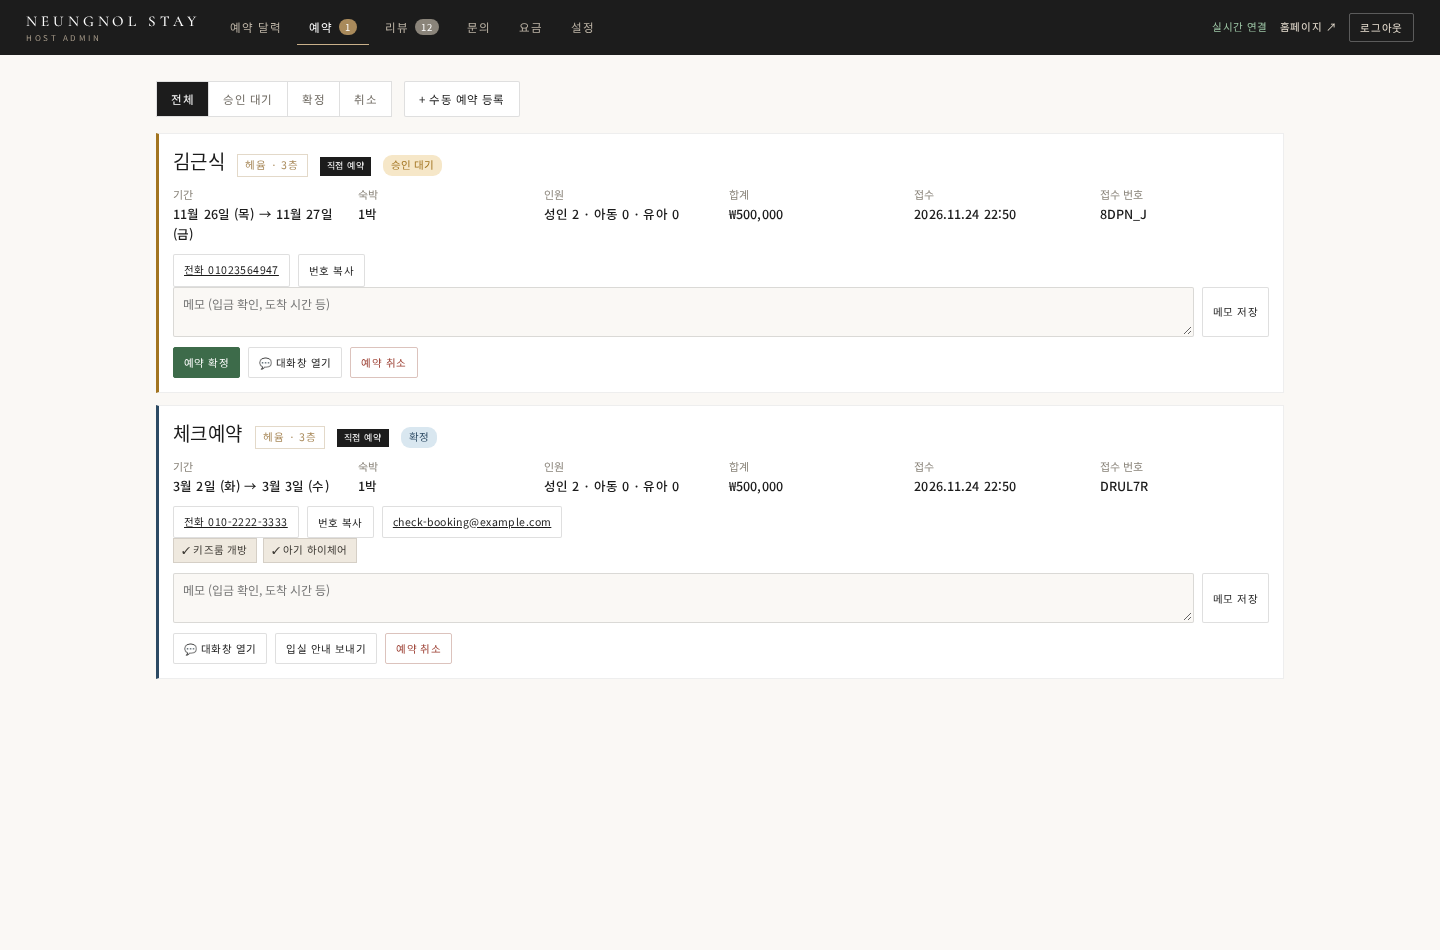 NEUNGNOL STAY
HOST ADMIN
예약 달력
예약 1
리뷰 12
문의
요금
설정
실시간 연결
홈페이지 ↗
로그아웃
전체
승인 대기
확정
취소
+ 수동 예약 등록
김근식 헤윰 · 3층 직접 예약 승인 대기
기간 숙박 인원 합계 접수 접수 번호
11월 26일 (목) → 11월 27일 1박 성인 2 · 아동 0 · 유아 0 ₩500,000 2026.11.24 22:50 8DPN_J
(금)
전화 01023564947 번호 복사
메모 (입금 확인, 도착 시간 등)
메모 저장
예약 확정 💬 대화창 열기 예약 취소
체크예약 헤윰 · 3층 직접 예약 확정
기간 숙박 인원 합계 접수 접수 번호
3월 2일 (화) → 3월 3일 (수) 1박 성인 2 · 아동 0 · 유아 0 ₩500,000 2026.11.24 22:50 DRUL7R
전화 010-2222-3333 번호 복사 check-booking@example.com
✓ 키즈룸 개방 ✓ 아기 하이체어
메모 (입금 확인, 도착 시간 등)
메모 저장
💬 대화창 열기 입실 안내 보내기 예약 취소